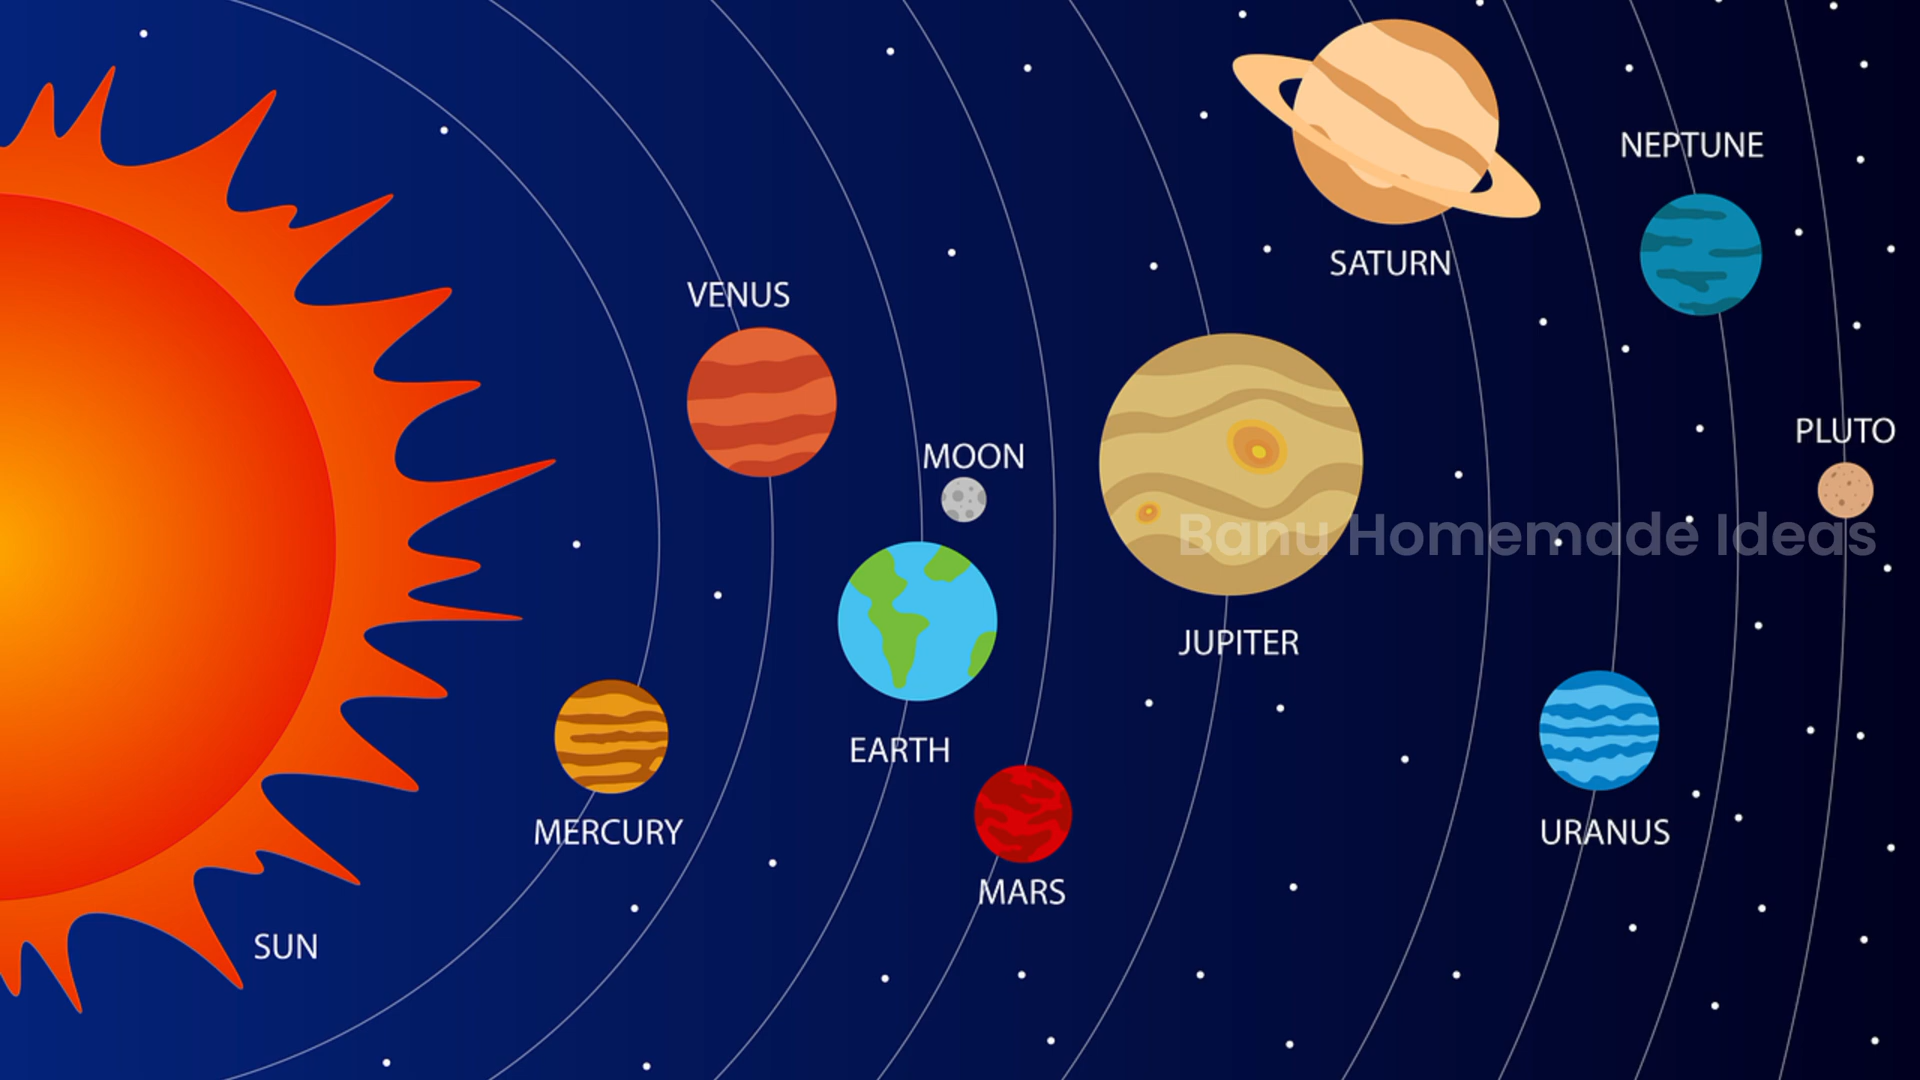 NEPTUNE
SATURN
VENUS
PLUTO
MOON
Banu Homemade Ideas
JUPITER
EARTH
MERCURY
URANUS
MARS
SUN